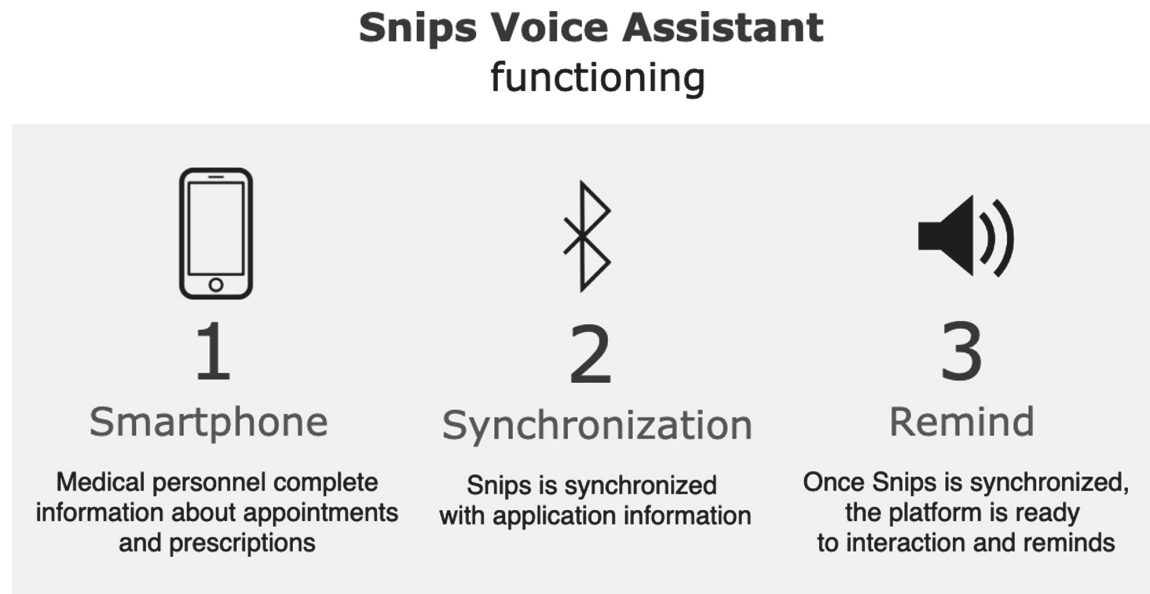 Snips Voice Assistant
functioning
1
Smartphone
Medical personnel complete
information about appointments
and prescriptions
2
Synchronization
Snips is synchronized
with application information
3
Remind
Once Snips is synchronized,
the platform is ready
to interaction and reminds